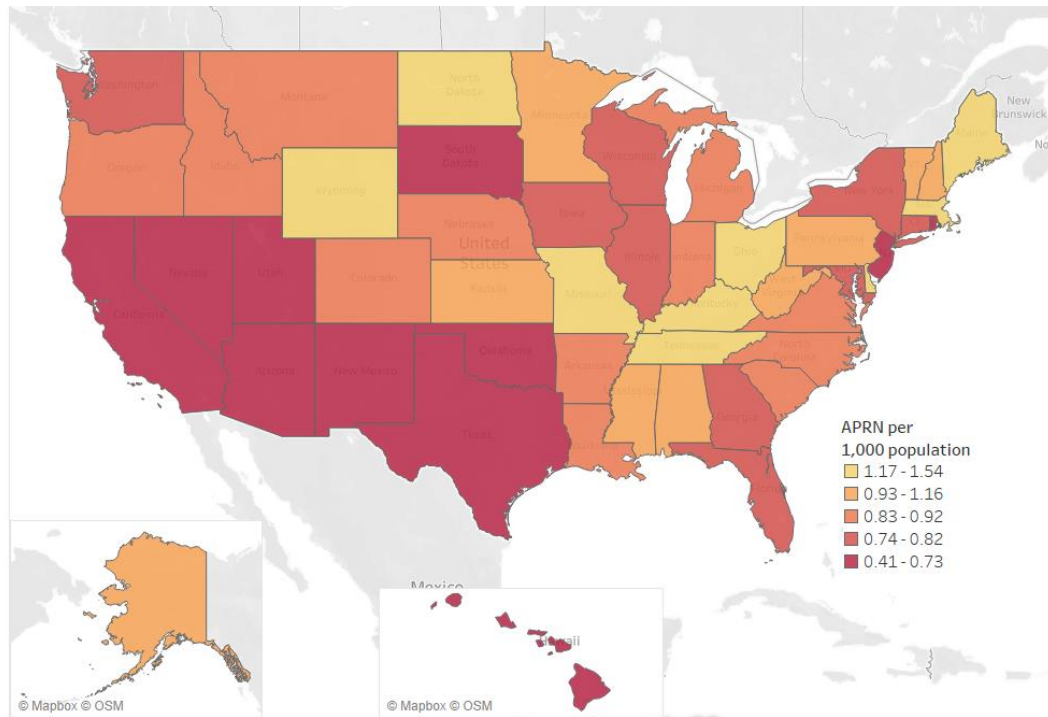 North
Dakota
Washington
Montana
Minnesota
New
Brunswick
Maine
No
Oregon
Idaho
South
Dakota
Wisconsin
Michigan
New York
Wyoming
Iowa
Nebraska
United
States
Pennsylvania
Nevada
Utah
Colorado
Kansas
Illinois
Indiana
Ohio
West
Virginia
Missouri
Kentucky
California
Arizona
New Mexico
Oklahoma
Arkansas
Tennessee
North
Carolina
Mississippi
Georgia
Texas
Louisiana
Florida
APRN per
1,000 population
1.17 - 1.54
0.93 - 1.16
0.83 - 0.92
0.74 - 0.82
0.41 - 0.73
Mexico
Hawaii
© Mapbox © OSM
© Mapbox © OSM